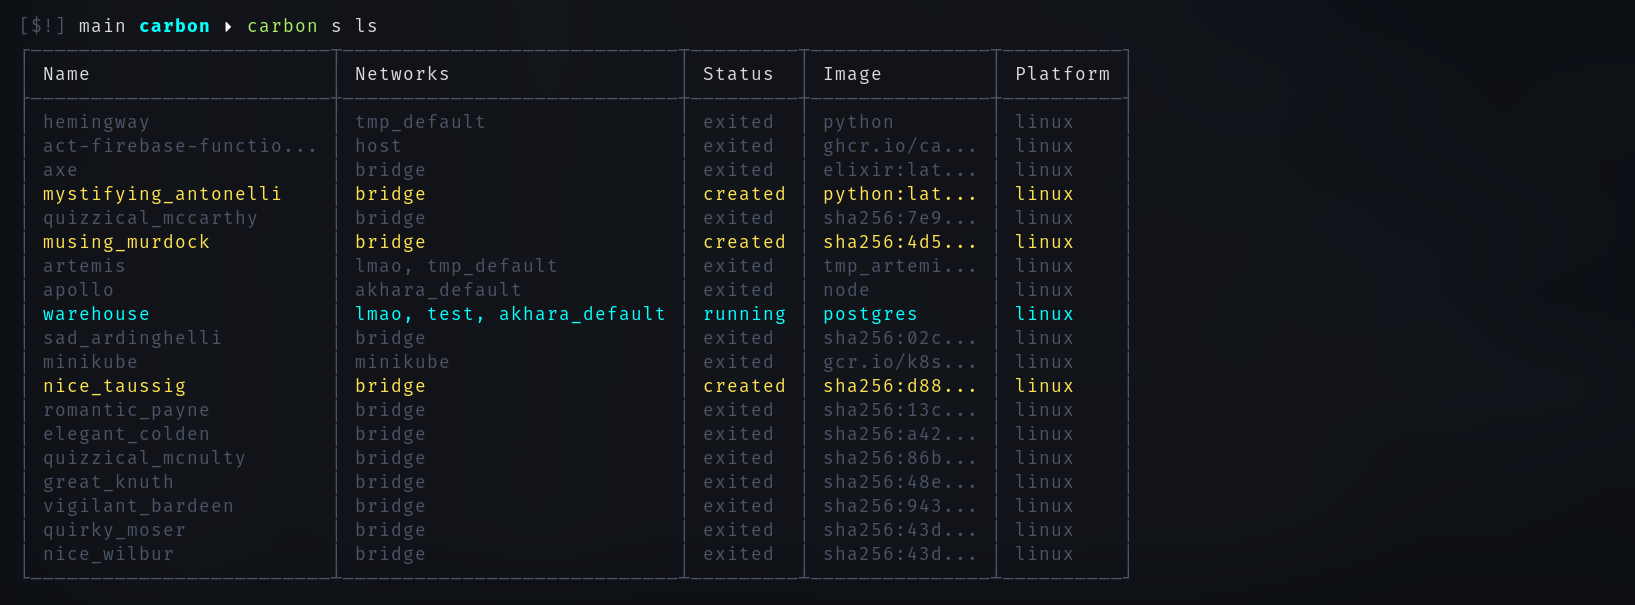 [$!] main carbon ▸ carbon s ls
Name Networks Status Image Platform
hemingway tmp_default exited python linux
act-firebase-functio... host exited ghcr.io/ca... linux
axe bridge exited elixir:lat... linux
mystifying_antonelli bridge created python:lat... linux
quizzical_mccarthy bridge exited sha256:7e9... linux
musing_murdock bridge created sha256:4d5... linux
artemis lmao, tmp_default exited tmp_artemi... linux
apollo akhara_default exited node linux
warehouse lmao, test, akhara_default running postgres linux
sad_ardinghelli bridge exited sha256:02c... linux
minikube minikube exited gcr.io/k8s... linux
nice_taussig bridge created sha256:d88... linux
romantic_payne bridge exited sha256:13c... linux
elegant_colden bridge exited sha256:a42... linux
quizzical_mcnulty bridge exited sha256:86b... linux
great_knuth bridge exited sha256:48e... linux
vigilant_bardeen bridge exited sha256:943... linux
quirky_moser bridge exited sha256:43d... linux
nice_wilbur bridge exited sha256:43d... linux